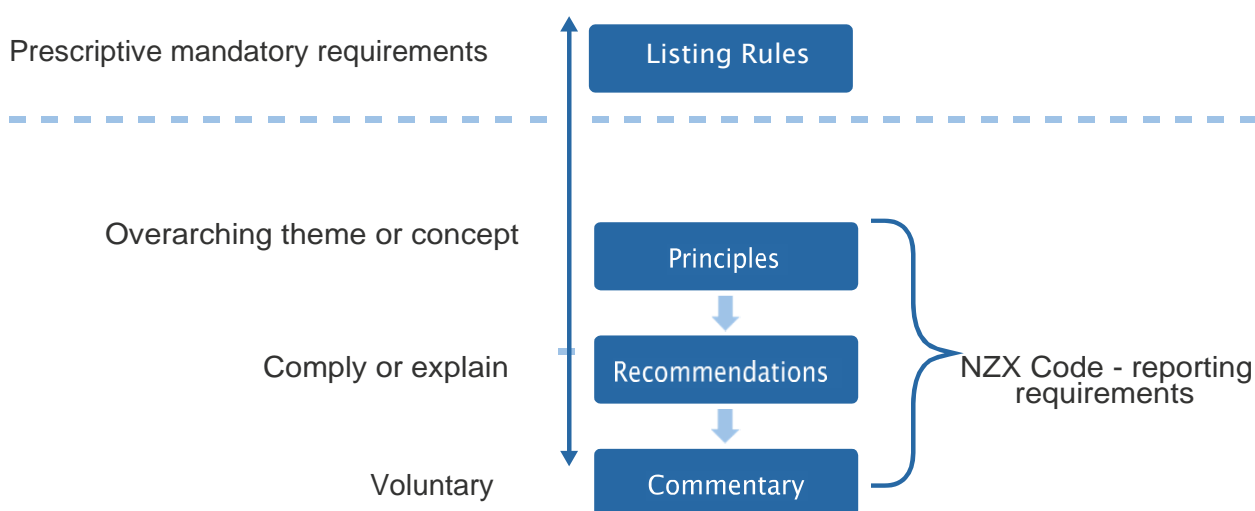 Prescriptive mandatory requirements
Listing Rules
Overarching theme or concept
Principles
Comply or explain
Recommendations
NZX Code - reporting
requirements
Voluntary
Commentary